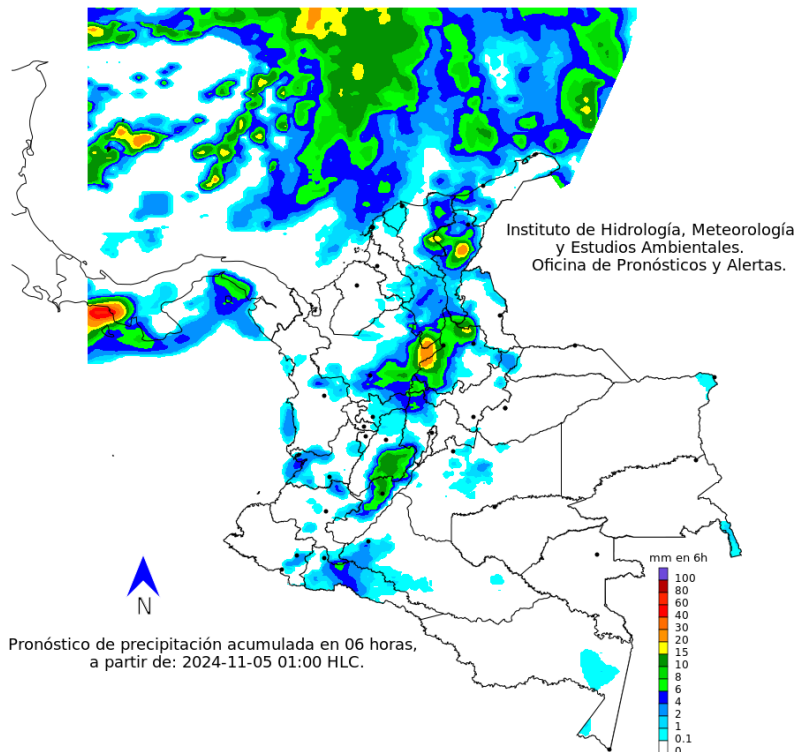 Instituto de Hidrología, Meteorología
y Estudios Ambientales.
Oficina de Pronósticos y Alertas.
N
mm en 6h
100
80
60
40
30
20
15
10
8
6
4
2
1
0.1
0
Pronóstico de precipitación acumulada en 06 horas,
a partir de: 2024-11-05 01:00 HLC.